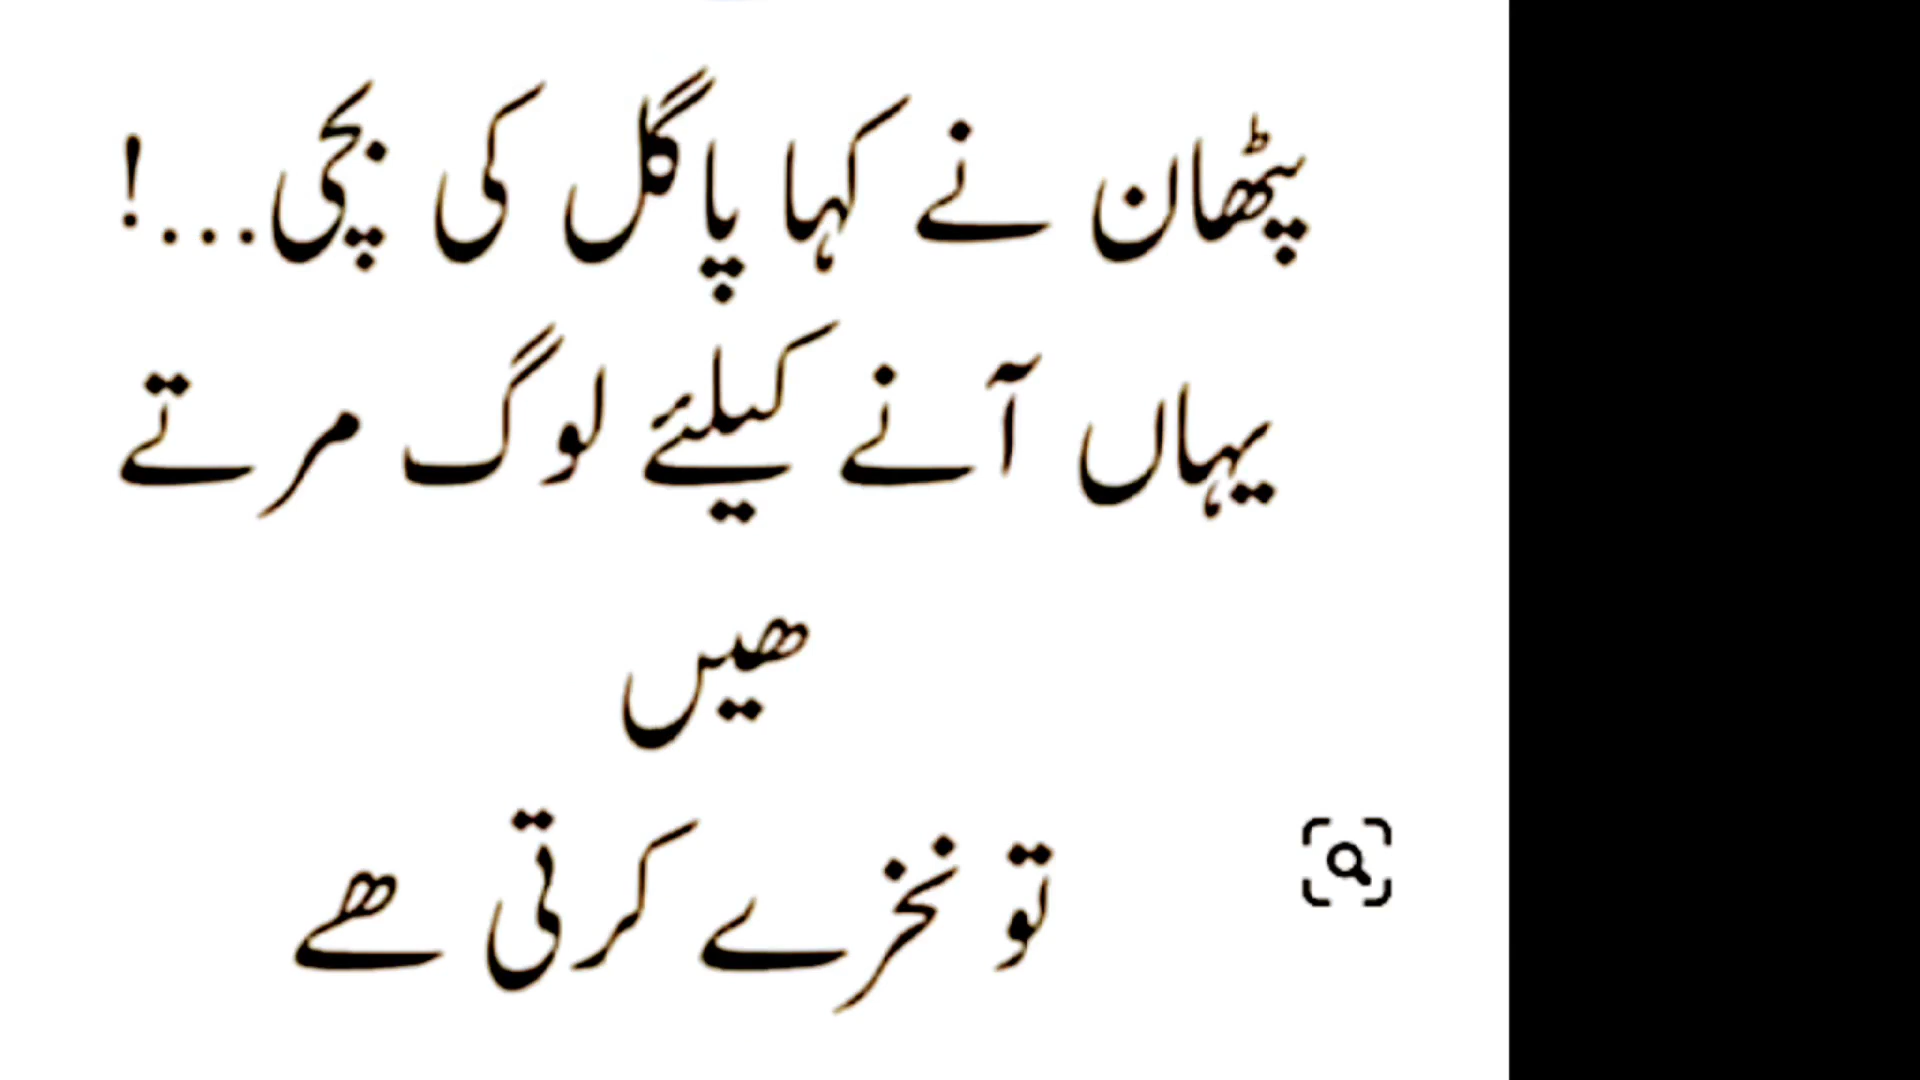 پٹھان نے کہا پاگل کی بچی...!
یہاں آنے کیلئے لوگ مرتے
ھیں
تو نخرے کرتی ھے